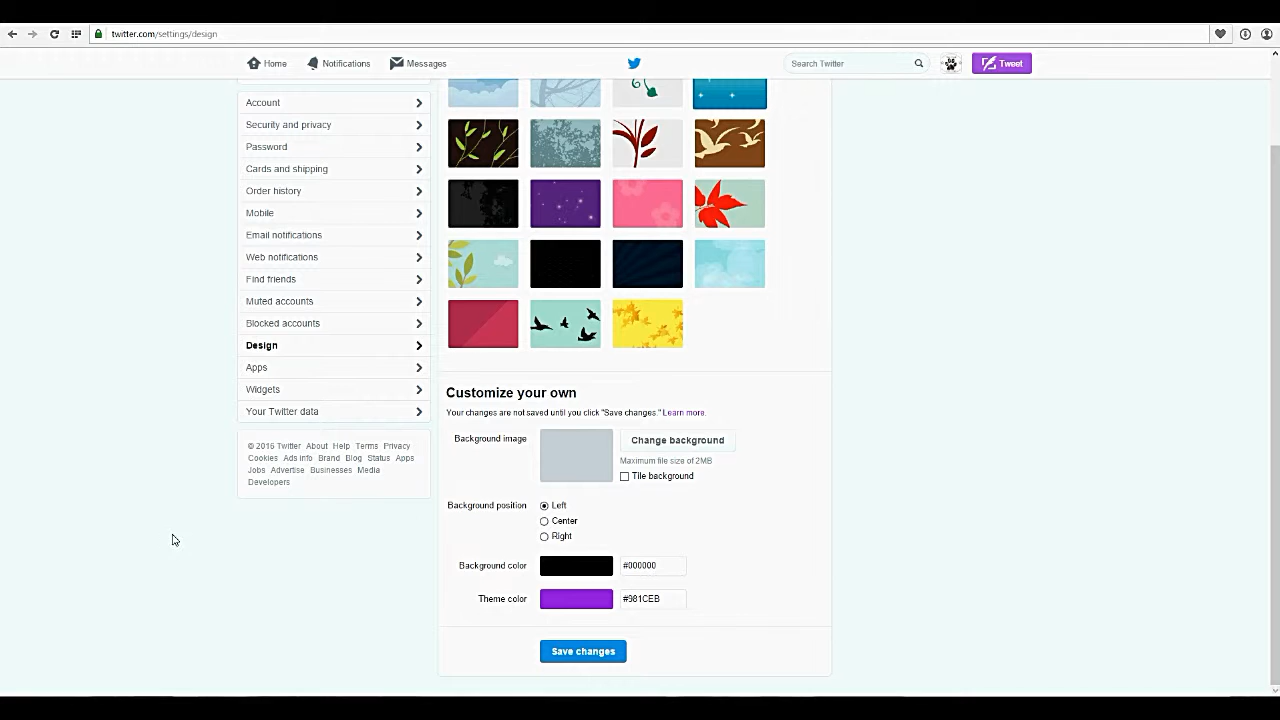 twitter.com/settings/design
Home Notifications Messages Search Twitter Tweet
Account
Security and privacy
Password
Cards and shipping
Order history
Mobile
Email notifications
Web notifications
Find friends
Muted accounts
Blocked accounts
Design
Apps
Widgets
Your Twitter data
© 2016 Twitter About Help Terms Privacy
Cookies Ads info Brand Blog Status Apps
Jobs Advertise Businesses Media
Developers
Customize your own
Your changes are not saved until you click "Save changes." Learn more.
Background image
Change background
Maximum file size of 2MB
Tile background
Background position
Left
Center
Right
Background color #000000
Theme color #981CEB
Save changes